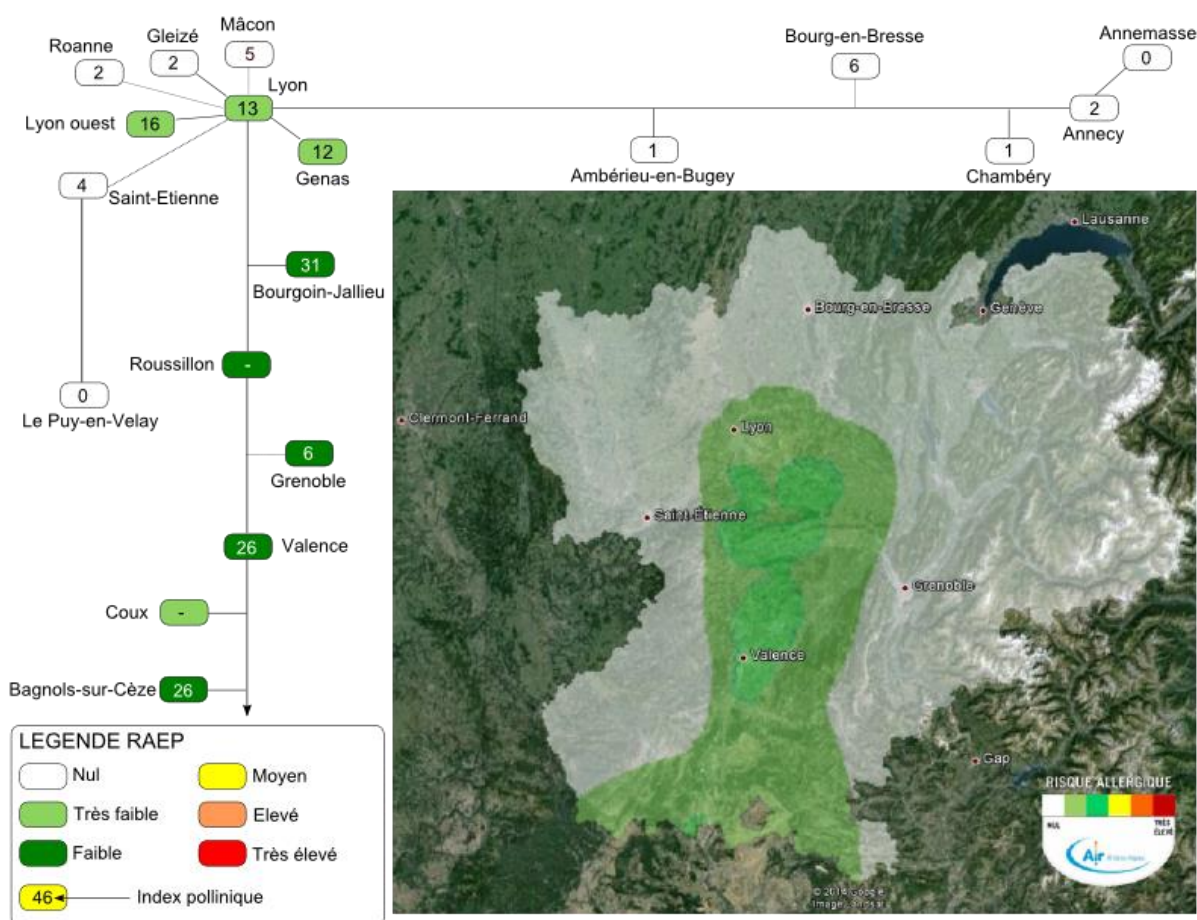 Mâcon
5
Gleizé
2
Roanne
2
Lyon
13
Lyon ouest
16
12
Genas
4
Saint-Etienne
Bourg-en-Bresse
6
Annemasse
0
2
Annecy
1
Ambérieu-en-Bugey
1
Chambéry
31
Bourgoin-Jallieu
Roussillon
-
0
Le Puy-en-Velay
6
Grenoble
26
Valence
Coux
-
Bagnols-sur-Cèze
26
LEGENDE RAEP
Nul
Moyen
Très faible
Elevé
Faible
Très élevé
46
Index pollinique
Lausanne
Bourg-en-Bresse
Genève
Clermont-Ferrand
Lyon
Saint-Étienne
Grenoble
Valence
Gap
RISQUE ALLERGIQUE
NUL
TRÈS
ÉLEVÉ
Air
© 2014 Google
Image Landsat